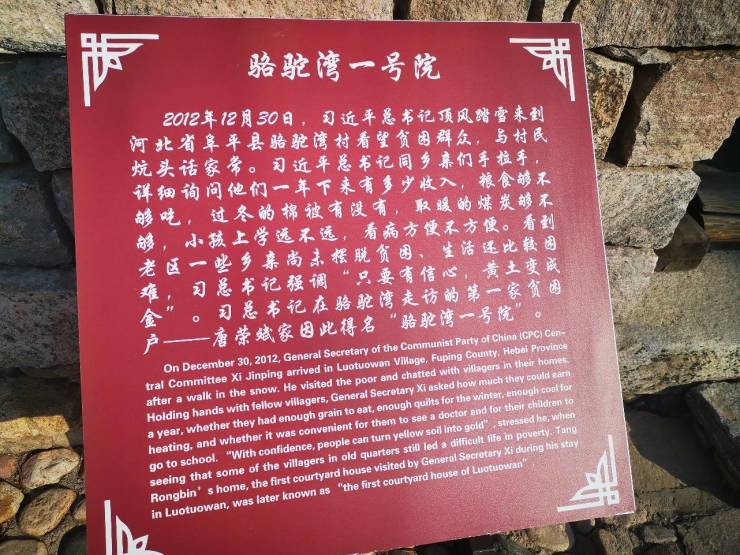 骆驼湾一号院
2012年12月30日，习近平总书记顶风踏雪来到
河北省阜平县骆驼湾村看望贫困群众，与村民
炕头话家常。习近平总书记同乡亲们手拉手，
详细询问他们一年下来有多少收入，粮食够不
够吃，过冬的棉被有没有，取暖的煤炭够不
够，小孩上学远不远，看病方便不方便。看到
老区一些乡亲尚未摆脱贫困、生活还比较困
难，习总书记强调“只要有信心，黄土变成
金”。习总书记在骆驼湾走访的第一家贫困
户——唐荣斌家因此得名“骆驼湾一号院”。
On December 30, 2012, General Secretary of the Communist Party of China (CPC) Cen-
tral Committee Xi Jinping arrived in Luotuowan Village, Fuping County, Hebei Province
after a walk in the snow. He visited the poor and chatted with villagers in their homes.
Holding hands with fellow villagers, General Secretary Xi asked how much they could earn
a year, whether they had enough grain to eat, enough quilts for the winter, enough coal for
heating, and whether it was convenient for them to see a doctor and for their children to
go to school. “With confidence, people can turn yellow soil into gold”, stressed he, when
seeing that some of the villagers in old quarters still led a difficult life in poverty. Tang
Rongbin’s home, the first courtyard house visited by General Secretary Xi during his stay
in Luotuowan, was later known as “the first courtyard house of Luotuowan”